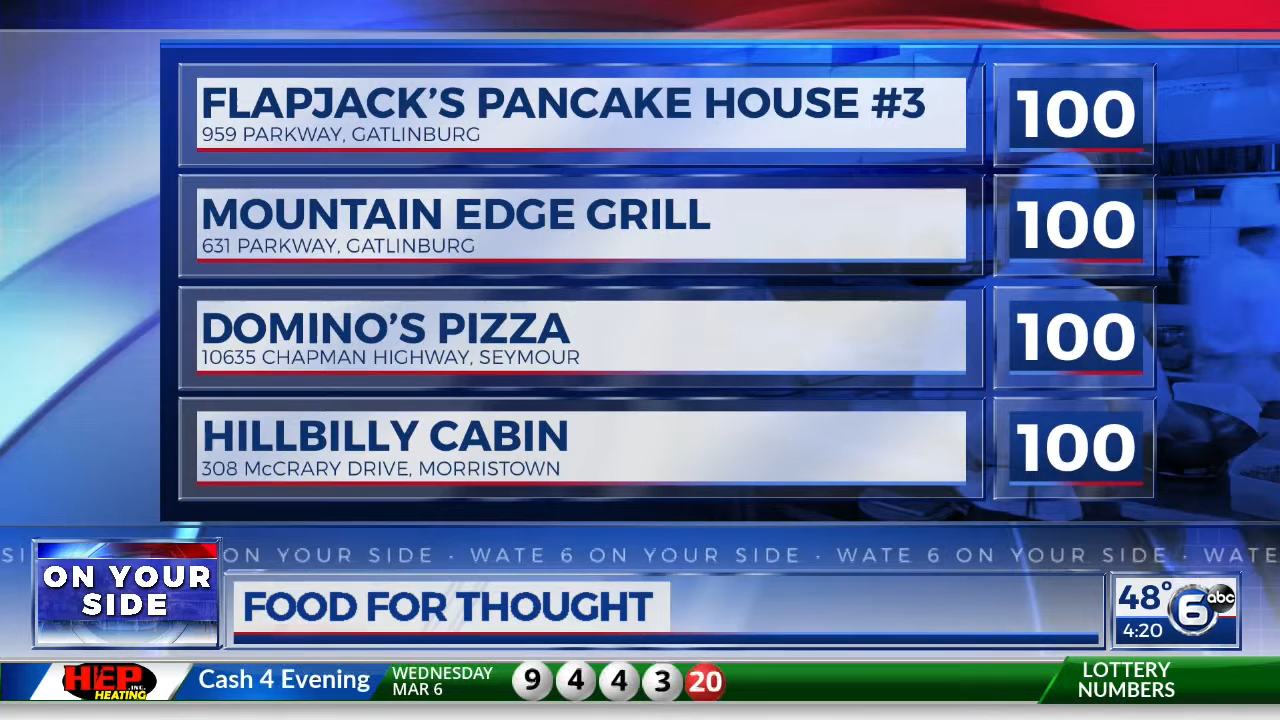 FLAPJACK'S PANCAKE HOUSE #3
959 PARKWAY, GATLINBURG
100
MOUNTAIN EDGE GRILL
631 PARKWAY, GATLINBURG
100
DOMINO'S PIZZA
10635 CHAPMAN HIGHWAY, SEYMOUR
100
HILLBILLY CABIN
308 McCRARY DRIVE, MORRISTOWN
100
SI ON YOUR SIDE · WATE 6 ON YOUR SIDE · WATE 6 ON YOUR SIDE · WATE
ON YOUR
SIDE
FOOD FOR THOUGHT
48° 6 abc
4:20
HEP INC.
HEATING
Cash 4 Evening
WEDNESDAY
MAR 6
9 4 4 3 20
LOTTERY
NUMBERS